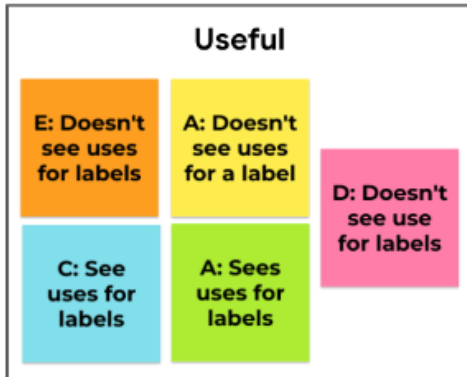 Useful
E: Doesn't
see uses
for labels
A: Doesn't
see uses
for a label
D: Doesn't
see use
for labels
C: See
uses for
labels
A: Sees
uses for
labels